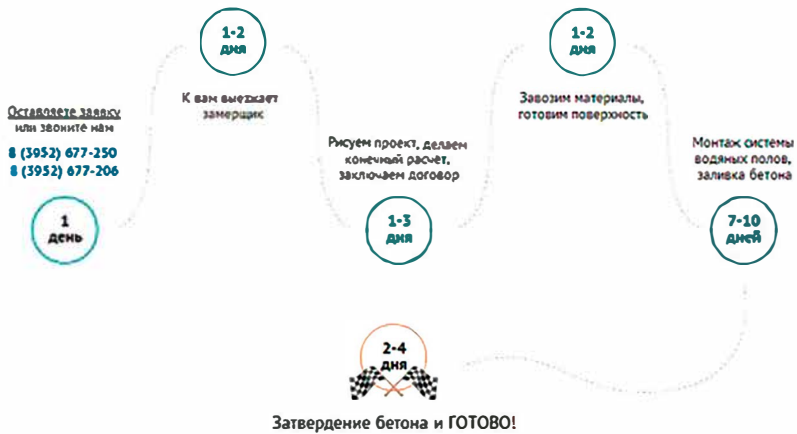 Оставляете заявку
или звоните нам
8 (3952) 677-250
8 (3952) 677-206
1
день
1-2
дня
К вам выезжает
замерщик
Рисуем проект, делаем
конечный расчет,
заключаем договор
1-3
дня
1-2
дня
Завозим материалы,
готовим поверхность
Монтаж системы
водяных полов,
заливка бетона
7-10
дней
2-4
дня
Затвердение бетона и ГОТОВО!